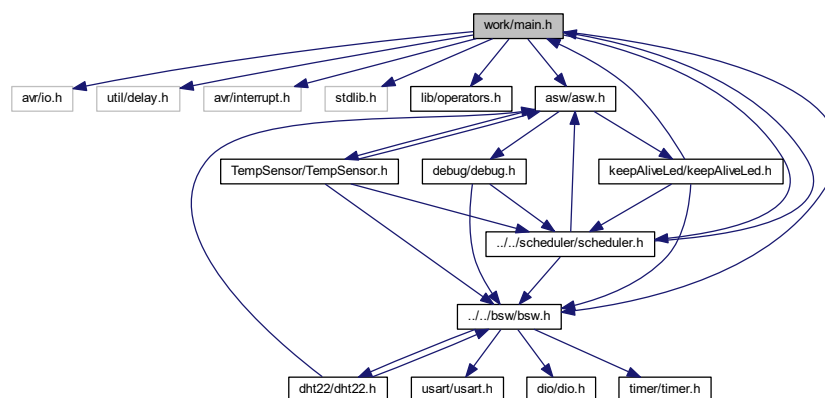 work/main.h
avr/io.h
util/delay.h
avr/interrupt.h
stdlib.h
lib/operators.h
asw/asw.h
TempSensor/TempSensor.h
debug/debug.h
keepAliveLed/keepAliveLed.h
../../scheduler/scheduler.h
../../bsw/bsw.h
dht22/dht22.h
usart/usart.h
dio/dio.h
timer/timer.h